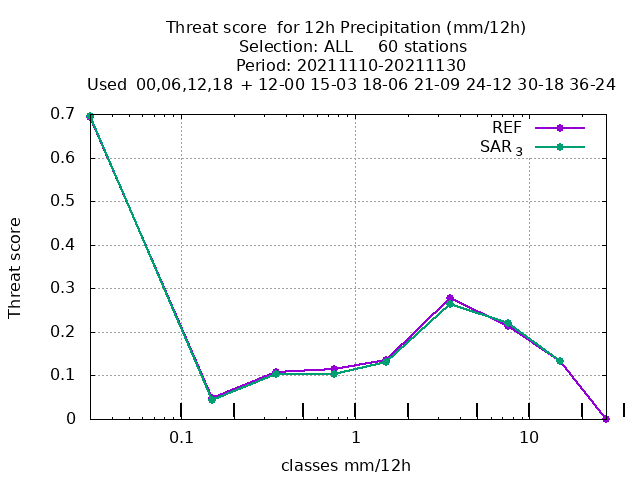 Threat score  for 12h Precipitation (mm/12h)
Selection: ALL     60 stations
Period: 20211110-20211130
Used  00,06,12,18  + 12-00 15-03 18-06 21-09 24-12 30-18 36-24
REF
SAR 3
0.7
0.6
0.5
0.4
0.3
0.2
0.1
0
Threat score
0.1
1
10
classes mm/12h